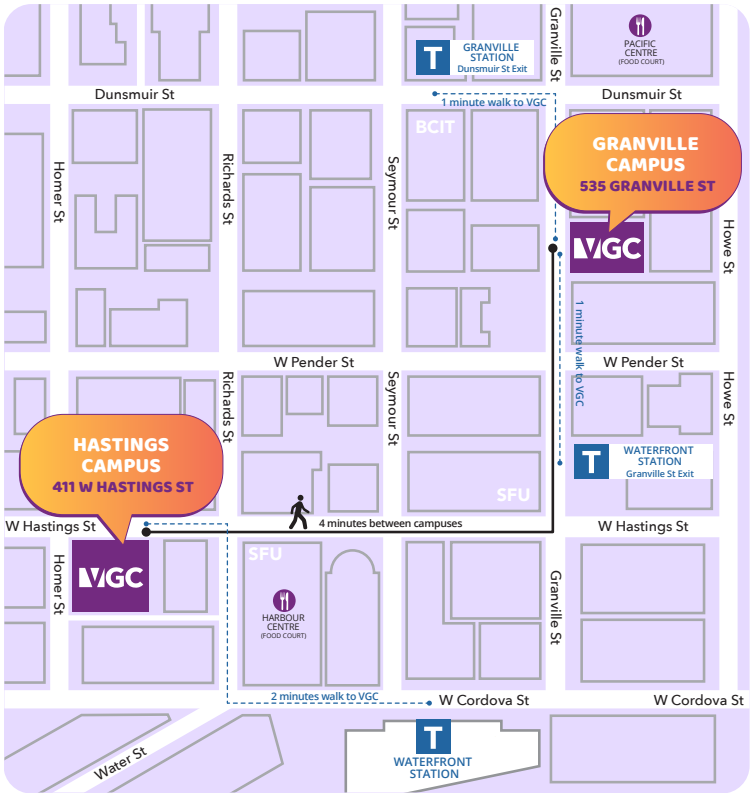 Granville St
T
GRANVILLE
STATION
Dunsmuir St Exit
PACIFIC
CENTRE
(FOOD COURT)
Dunsmuir St
Dunsmuir St
1 minute walk to VGC
BCIT
GRANVILLE
CAMPUS
535 GRANVILLE ST
Homer St
Richards St
Seymour St
Howe St
VGC
1 minute walk to VGC
W Pender St
W Pender St
Richards St
Seymour St
Howe St
HASTINGS
CAMPUS
411 W HASTINGS ST
T
WATERFRONT
STATION
Granville St Exit
SFU
W Hastings St
4 minutes between campuses
W Hastings St
Homer St
VGC
SFU
HARBOUR
CENTRE
(FOOD COURT)
Granville St
2 minutes walk to VGC
W Cordova St
W Cordova St
Water St
T
WATERFRONT
STATION